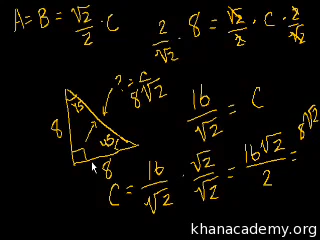 A = B = √2/2 · C
2/√2 · 8 = √2/2 · C · 2/√2
? = C
8√2
45
8
45
8
16/√2 = C
C = 16/√2 · √2/√2 = 16√2/2 = 8√2
khanacademy.org